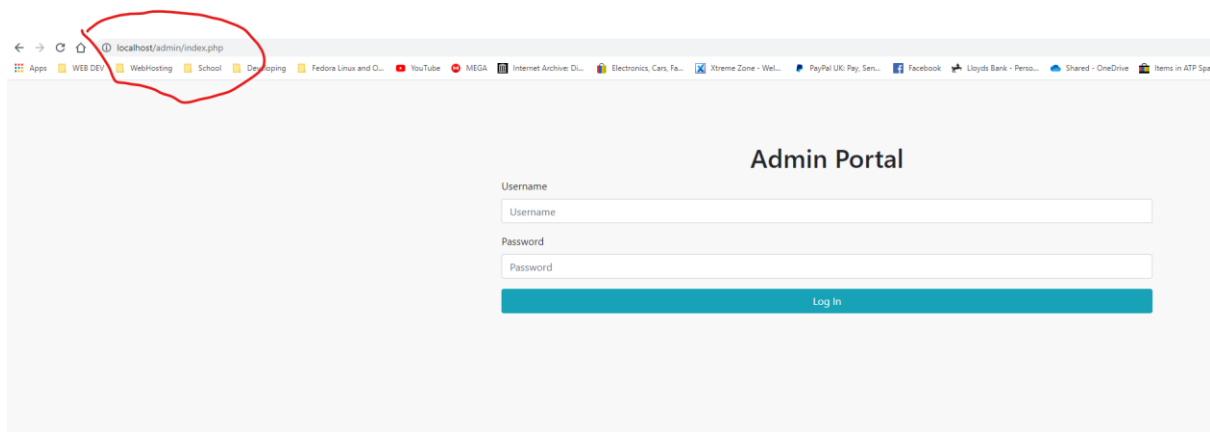 localhost/admin/index.php
Apps WEB DEV WebHosting School Developing Fedora Linux and O... YouTube MEGA Internet Archive: Di... Electronics, Cars, Fa... Xtreme Zone - Wel... PayPal UK: Pay, Sen... Facebook Lloyds Bank - Perso... Shared - OneDrive Items in ATP Spa
Admin Portal
Username
Username
Password
Password
Log In